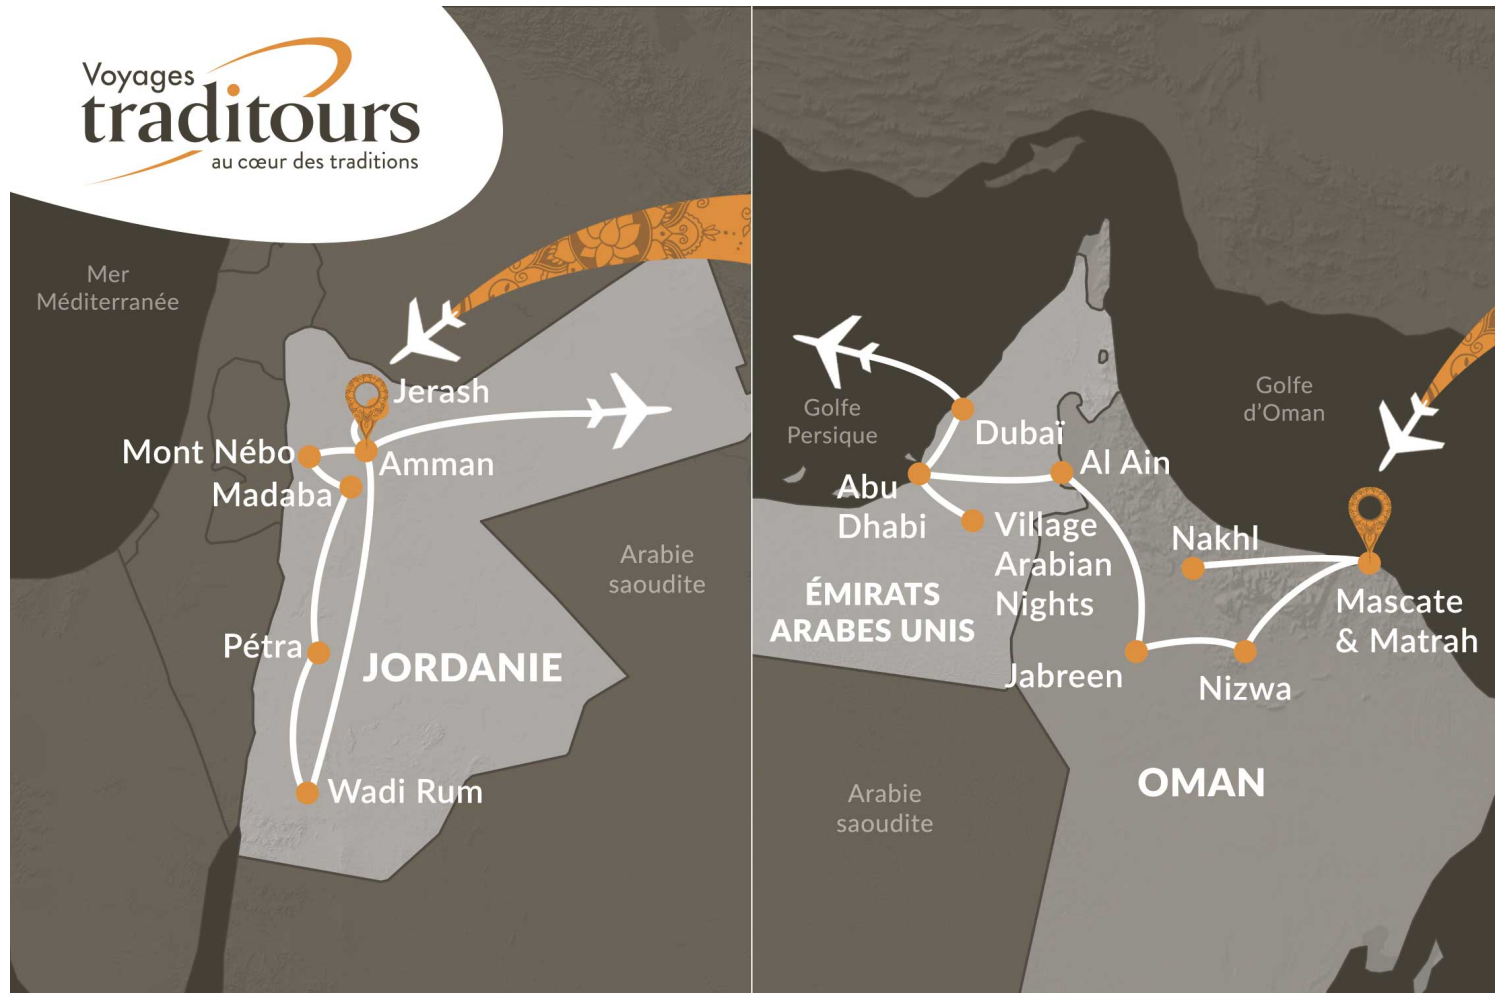 Voyages
traditours
au cœur des traditions
Mer
Méditerranée
Jerash
Mont Nébo
Amman
Madaba
Arabie
saoudite
Pétra
JORDANIE
Wadi Rum
Golfe
Persique
Golfe
d'Oman
Dubaï
Al Ain
Abu
Dhabi
Village
Arabian
Nights
Nakhl
ÉMIRATS
ARABES UNIS
Mascate
& Matrah
Jabreen
Nizwa
OMAN
Arabie
saoudite